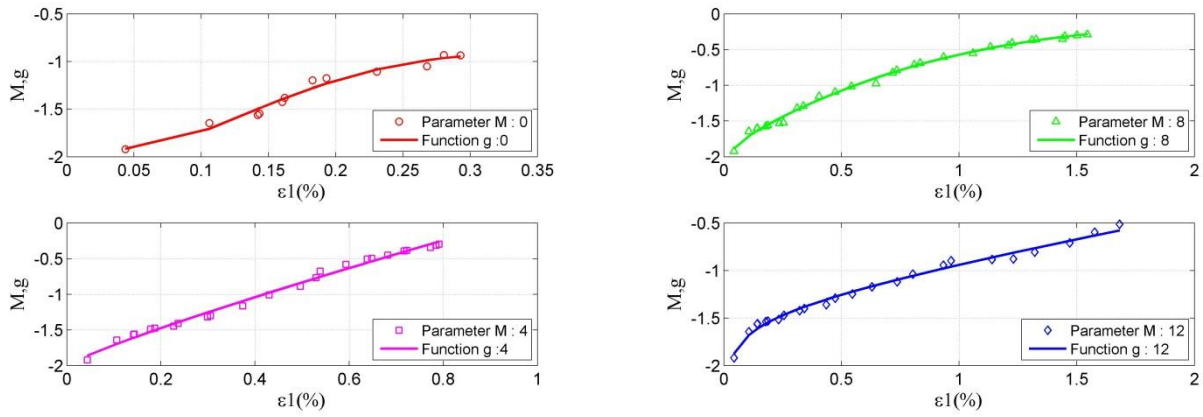 -0.5
-1
-1.5
-2
M,g
0
0.05
0.1
0.15
0.2
0.25
0.3
0.35
ε1(%)
Parameter M : 0
Function g :0
0
-0.5
-1
-1.5
-2
M,g
0
0.5
1
1.5
2
ε1(%)
Parameter M : 8
Function g : 8
0
-0.5
-1
-1.5
-2
M,g
0
0.2
0.4
0.6
0.8
1
ε1(%)
Parameter M : 4
Function g :4
-0.5
-1
-1.5
-2
M,g
0
0.5
1
1.5
2
ε1(%)
Parameter M : 12
Function g : 12